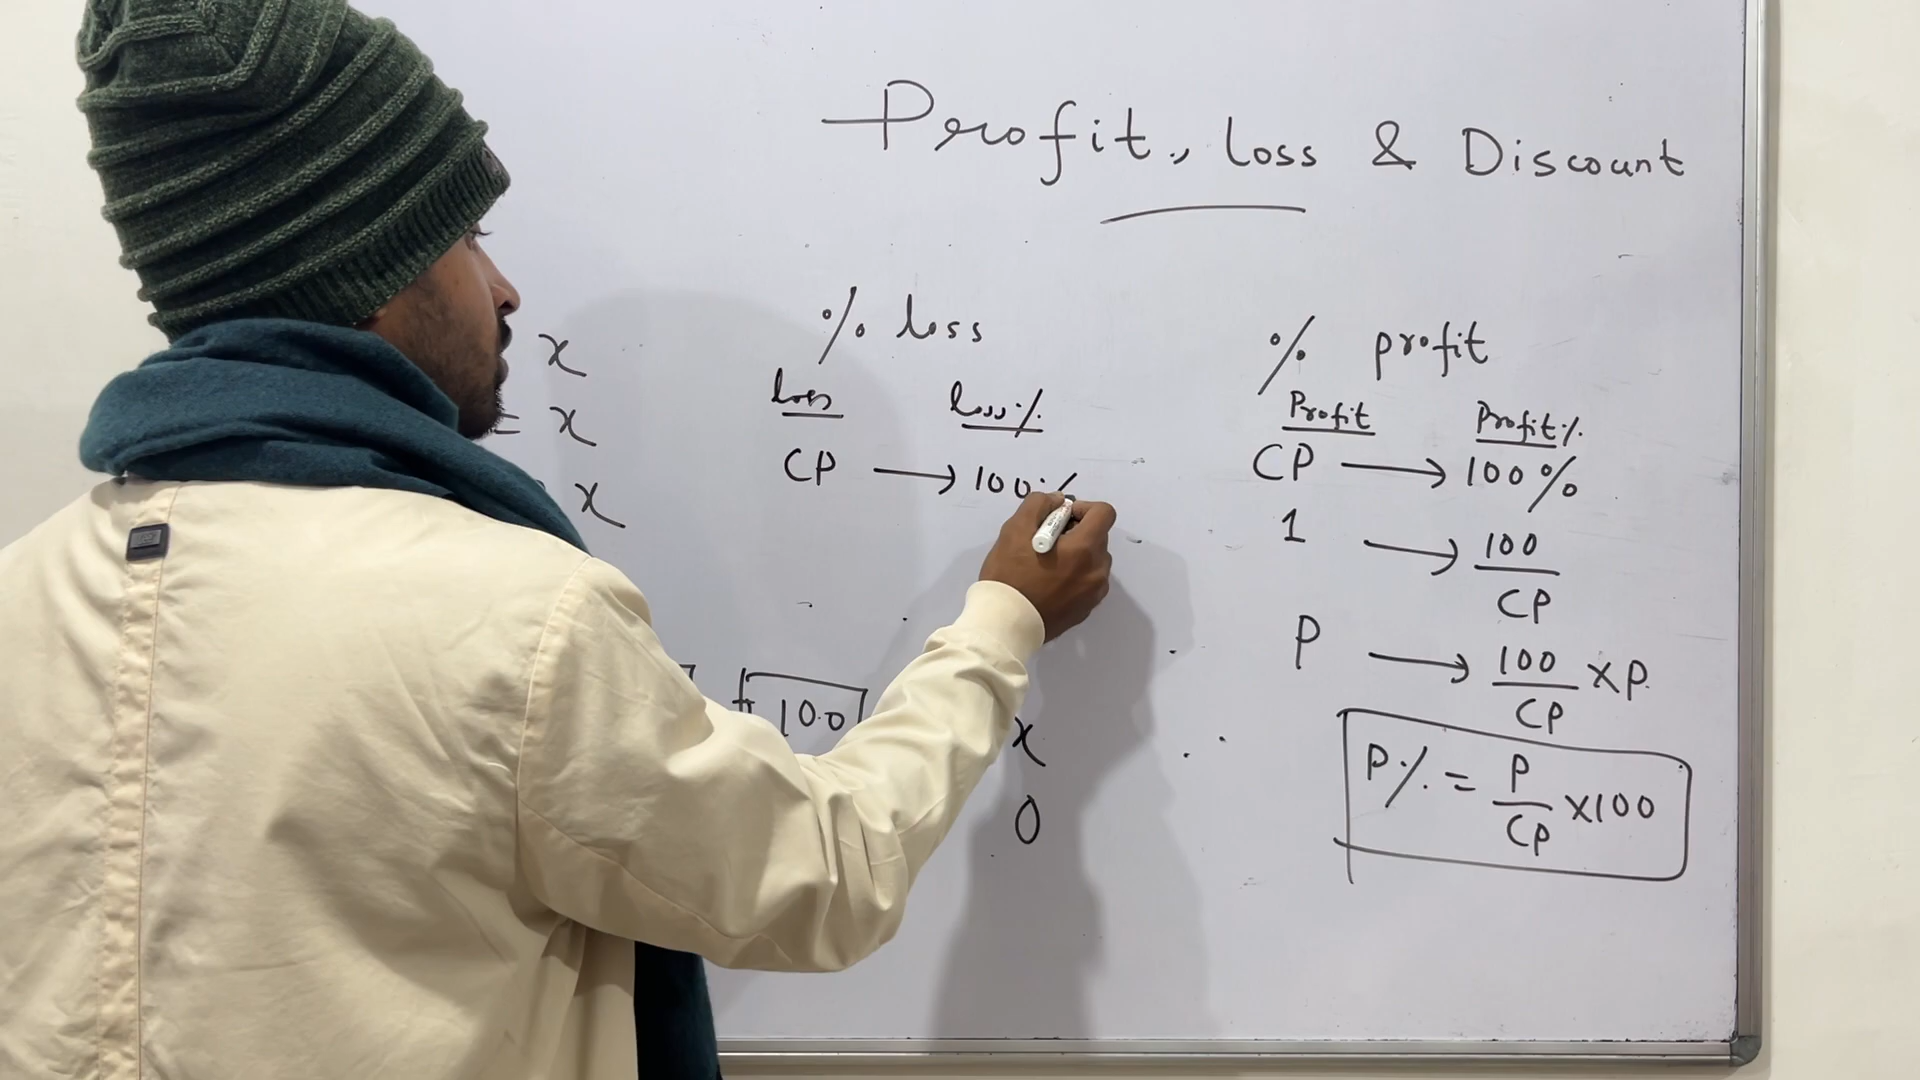 Profit, loss & Discount
x
= x
x
% loss
loss loss%
CP → 100%
100
x
0
% profit
Profit Profit%
CP → 100%
1 → 100/CP
P → 100/CP × P
P% = P/CP ×100